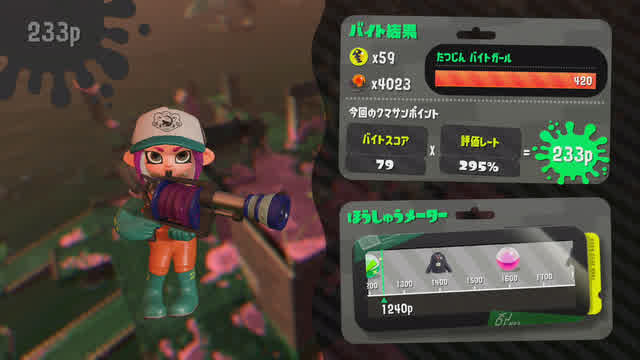 233p
バイト結果
x59
x4023
たつじん バイトガール
420
今回のクマサンポイント
バイトスコア
79
x
評価レート
295%
=
233p
ほうしゅうメーター
200 1300 1400 1500 1600 1700
1240p